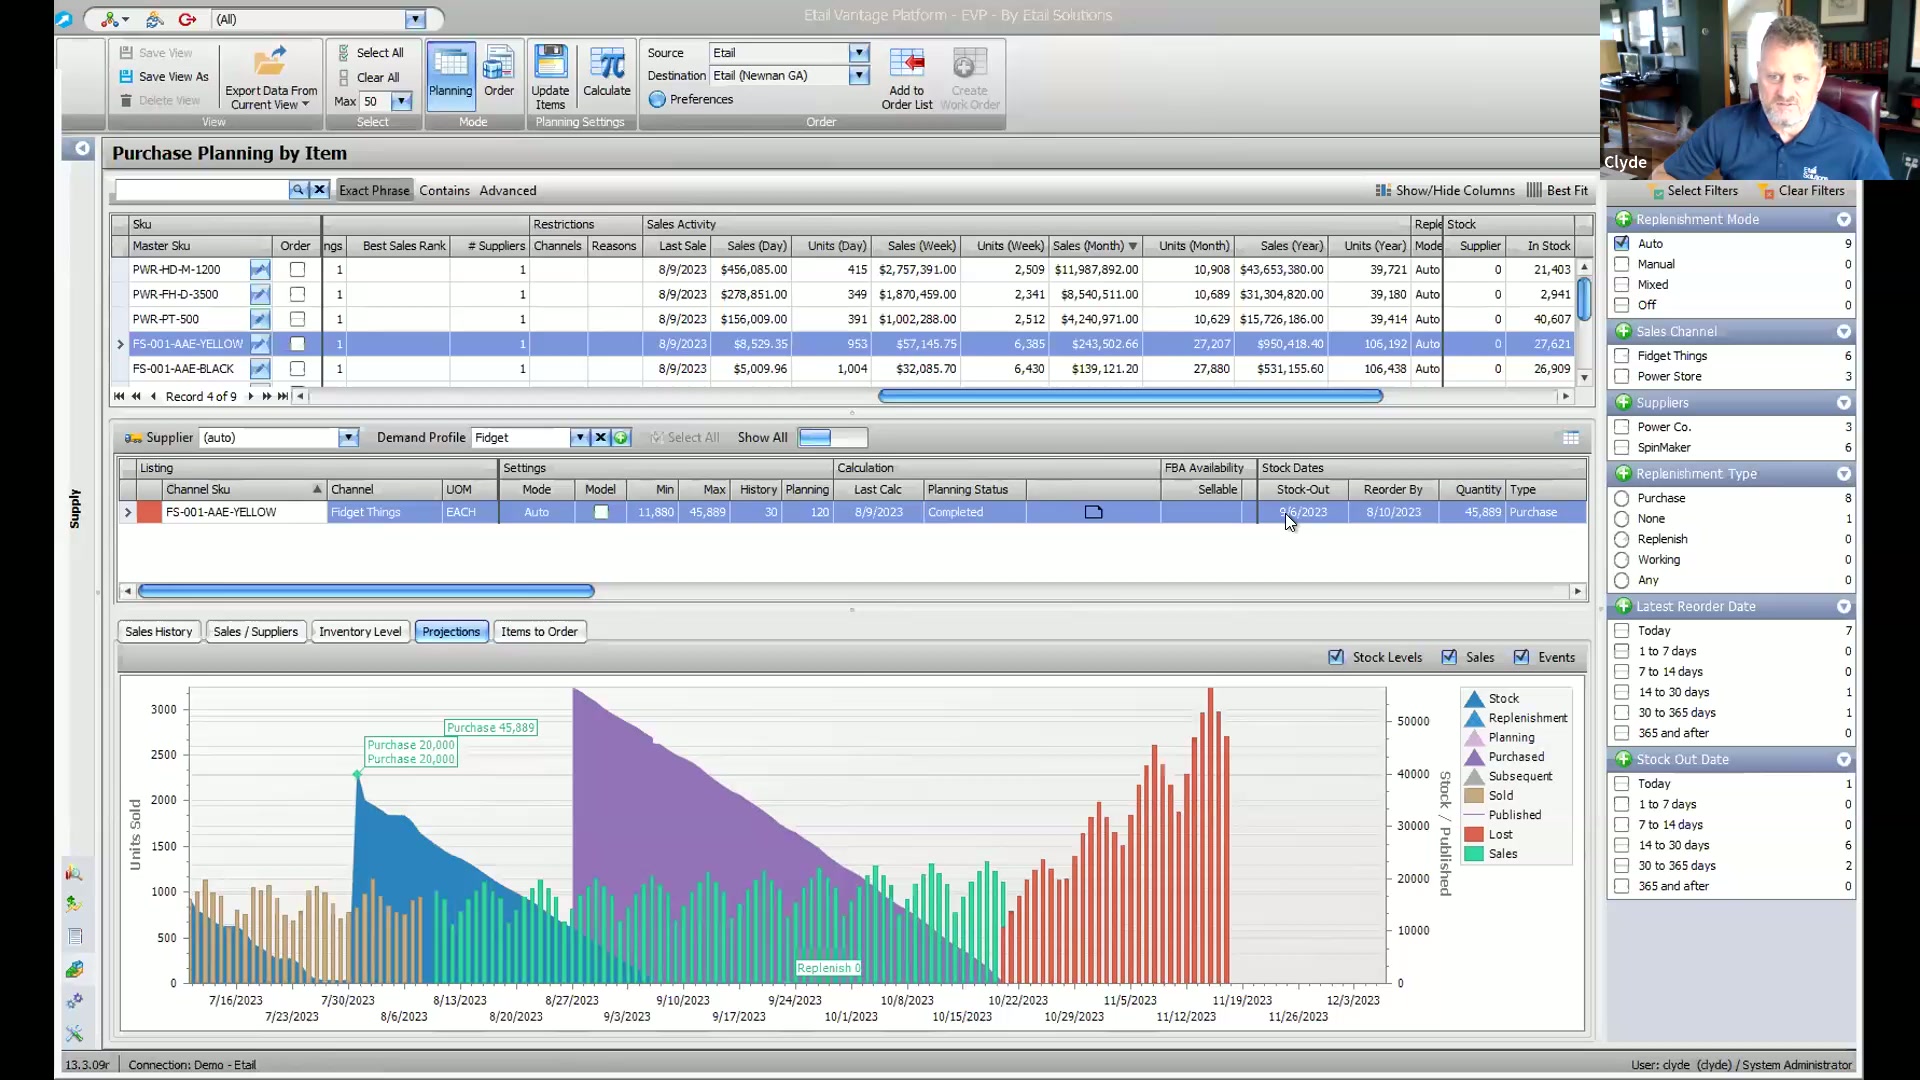 (All)
Etail Vantage Platform - EVP - By Etail Solutions
Save View
Save View As
Delete View
Export Data From
Current View
View
Select All
Clear All
Max 50
Select
Planning
Order
Mode
Update
Items
Calculate
Planning Settings
Source Etail
Destination Etail (Newnan GA)
Preferences
Add to
Order List
Create
Work Order
Order
Clyde
Etail
Solutions
Purchase Planning by Item
Exact Phrase Contains Advanced
Show/Hide Columns Best Fit
Sku Restrictions Sales Activity Reple Stock
Master Sku Order ngs Best Sales Rank # Suppliers Channels Reasons Last Sale Sales (Day) Units (Day) Sales (Week) Units (Week) Sales (Month) Units (Month) Sales (Year) Units (Year) Mode Supplier In Stock
PWR-HD-M-1200 1 1 8/9/2023 $456,085.00 415 $2,757,391.00 2,509 $11,987,892.00 10,908 $43,653,380.00 39,721 Auto 0 21,403
PWR-FH-D-3500 1 1 8/9/2023 $278,851.00 349 $1,870,459.00 2,341 $8,540,511.00 10,689 $31,304,820.00 39,180 Auto 0 2,941
PWR-PT-500 1 1 8/9/2023 $156,009.00 391 $1,002,288.00 2,512 $4,240,971.00 10,629 $15,726,186.00 39,414 Auto 0 40,607
FS-001-AAE-YELLOW 1 1 8/9/2023 $8,529.35 953 $57,145.75 6,385 $243,502.66 27,207 $950,418.40 106,192 Auto 0 27,621
FS-001-AAE-BLACK 1 1 8/9/2023 $5,009.96 1,004 $32,085.70 6,430 $139,121.20 27,880 $531,155.60 106,438 Auto 0 26,909
Record 4 of 9
Supplier (auto) Demand Profile Fidget Select All Show All
Listing Settings Calculation FBA Availability Stock Dates
Channel Sku Channel UOM Mode Model Min Max History Planning Last Calc Planning Status Sellable Stock-Out Reorder By Quantity Type
FS-001-AAE-YELLOW Fidget Things EACH Auto 11,880 45,889 30 120 8/9/2023 Completed 9/6/2023 8/10/2023 45,889 Purchase
Sales History Sales / Suppliers Inventory Level Projections Items to Order
Stock Levels Sales Events
Units Sold
3000
2500
2000
1500
1000
500
0
Purchase 45,889
Purchase 20,000
Purchase 20,000
Replenish 0
50000
40000
30000
20000
10000
0
Stock / Published
7/16/2023 7/30/2023 8/13/2023 8/27/2023 9/10/2023 9/24/2023 10/8/2023 10/22/2023 11/5/2023 11/19/2023 12/3/2023
7/23/2023 8/6/2023 8/20/2023 9/3/2023 9/17/2023 10/1/2023 10/15/2023 10/29/2023 11/12/2023 11/26/2023
Stock
Replenishment
Planning
Purchased
Subsequent
Sold
Published
Lost
Sales
Supply
Select Filters Clear Filters
Replenishment Mode
Auto 9
Manual 0
Mixed 0
Off 0
Sales Channel
Fidget Things 6
Power Store 3
Suppliers
Power Co. 3
SpinMaker 6
Replenishment Type
Purchase 8
None 1
Replenish 0
Working 0
Any 0
Latest Reorder Date
Today 7
1 to 7 days 0
7 to 14 days 0
14 to 30 days 1
30 to 365 days 1
365 and after 0
Stock Out Date
Today 1
1 to 7 days 0
7 to 14 days 0
14 to 30 days 6
30 to 365 days 2
365 and after 0
13.3.09r Connection: Demo - Etail
User: clyde (clyde) / System Administrator